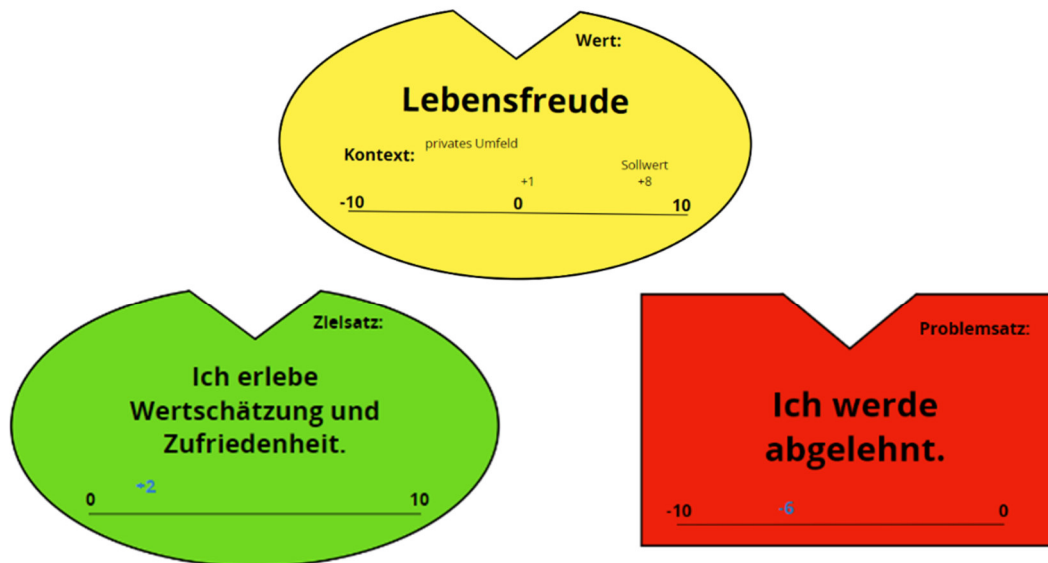 Wert:
Lebensfreude
Kontext: privates Umfeld
Sollwert
+1 +8
-10 0 10
Zielsatz:
Ich erlebe
Wertschätzung und
Zufriedenheit.
+2
0 10
Problemsatz:
Ich werde
abgelehnt.
-6
-10 0